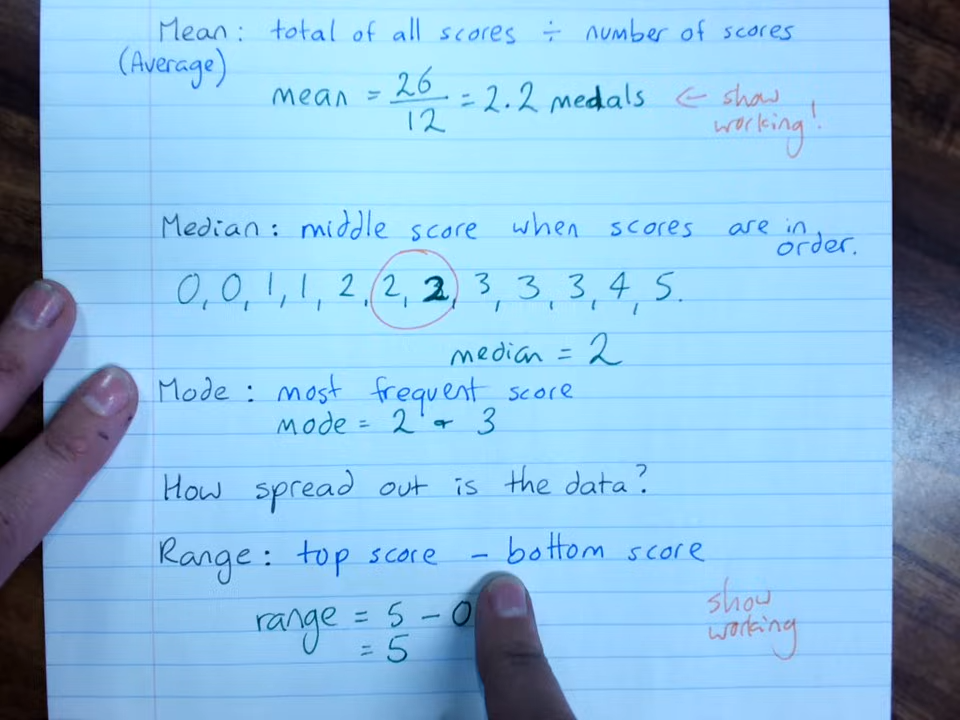 Mean: total of all scores ÷ number of scores
(Average)
mean = 26/12 = 2.2 medals ← show
working!
Median: middle score when scores are in
order.
0, 0, 1, 1, 2, 2, 2, 3, 3, 3, 4, 5.
median = 2
Mode: most frequent score
mode = 2 + 3
How spread out is the data?
Range: top score - bottom score
range = 5 - 0
= 5
show
working